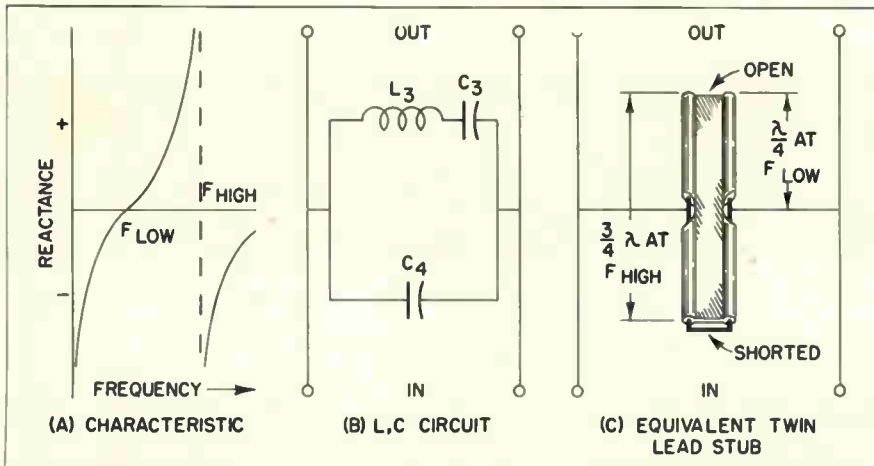 REACTANCE
+
−
F HIGH
F LOW
FREQUENCY
(A) CHARACTERISTIC
OUT
L3
C3
C4
IN
(B) L,C CIRCUIT
OUT
OPEN
λ/4 AT
F LOW
3/4 λ AT
F HIGH
SHORTED
IN
(C) EQUIVALENT TWIN
LEAD STUB